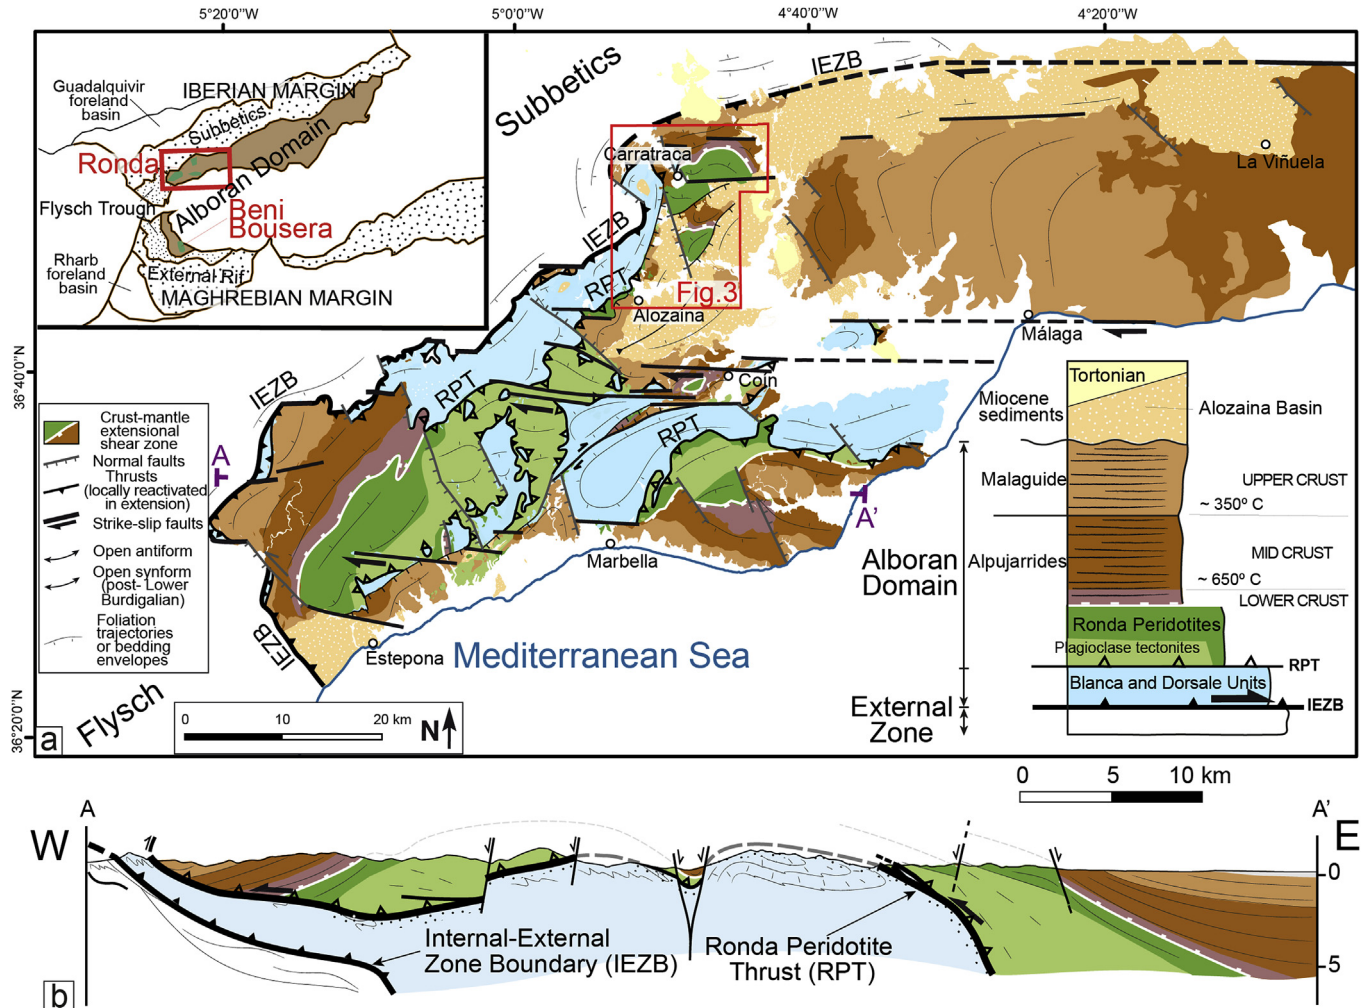 5°20'0"W
5°0'0"W
4°40'0"W
4°20'0"W
Guadalquivir
foreland
basin
IBERIAN MARGIN
Subbetics
Ronda
Alboran Domain
Flysch Trough
Beni
Bousera
Rharb
foreland
basin
External Rif
MAGHREBIAN MARGIN
Subbetics
IEZB
Carratraca
La Viñuela
IEZB
RPT
Fig.3
Alozaina
Málaga
36°40'0"N
IEZB
RPT
Coín
RPT
Crust-mantle
extensional
shear zone
Normal faults
Thrusts
(locally reactivated
in extension)
Strike-slip faults
Open antiform
Open synform
(post- Lower
Burdigalian)
Foliation
trajectories
or bedding
envelopes
A
A'
Marbella
Estepona
IEZB
Mediterranean Sea
Flysch
36°20'0"N
0 10 20 km
N
a
Tortonian
Miocene
sediments
Alozaina Basin
Malaguide
UPPER CRUST
~ 350º C
Alpujarrides
MID CRUST
~ 650º C
LOWER CRUST
Alboran
Domain
Ronda Peridotites
Plagioclase tectonites
RPT
Blanca and Dorsale Units
IEZB
External
Zone
0 5 10 km
A
A'
W
E
0
5
Internal-External
Zone Boundary (IEZB)
Ronda Peridotite
Thrust (RPT)
b